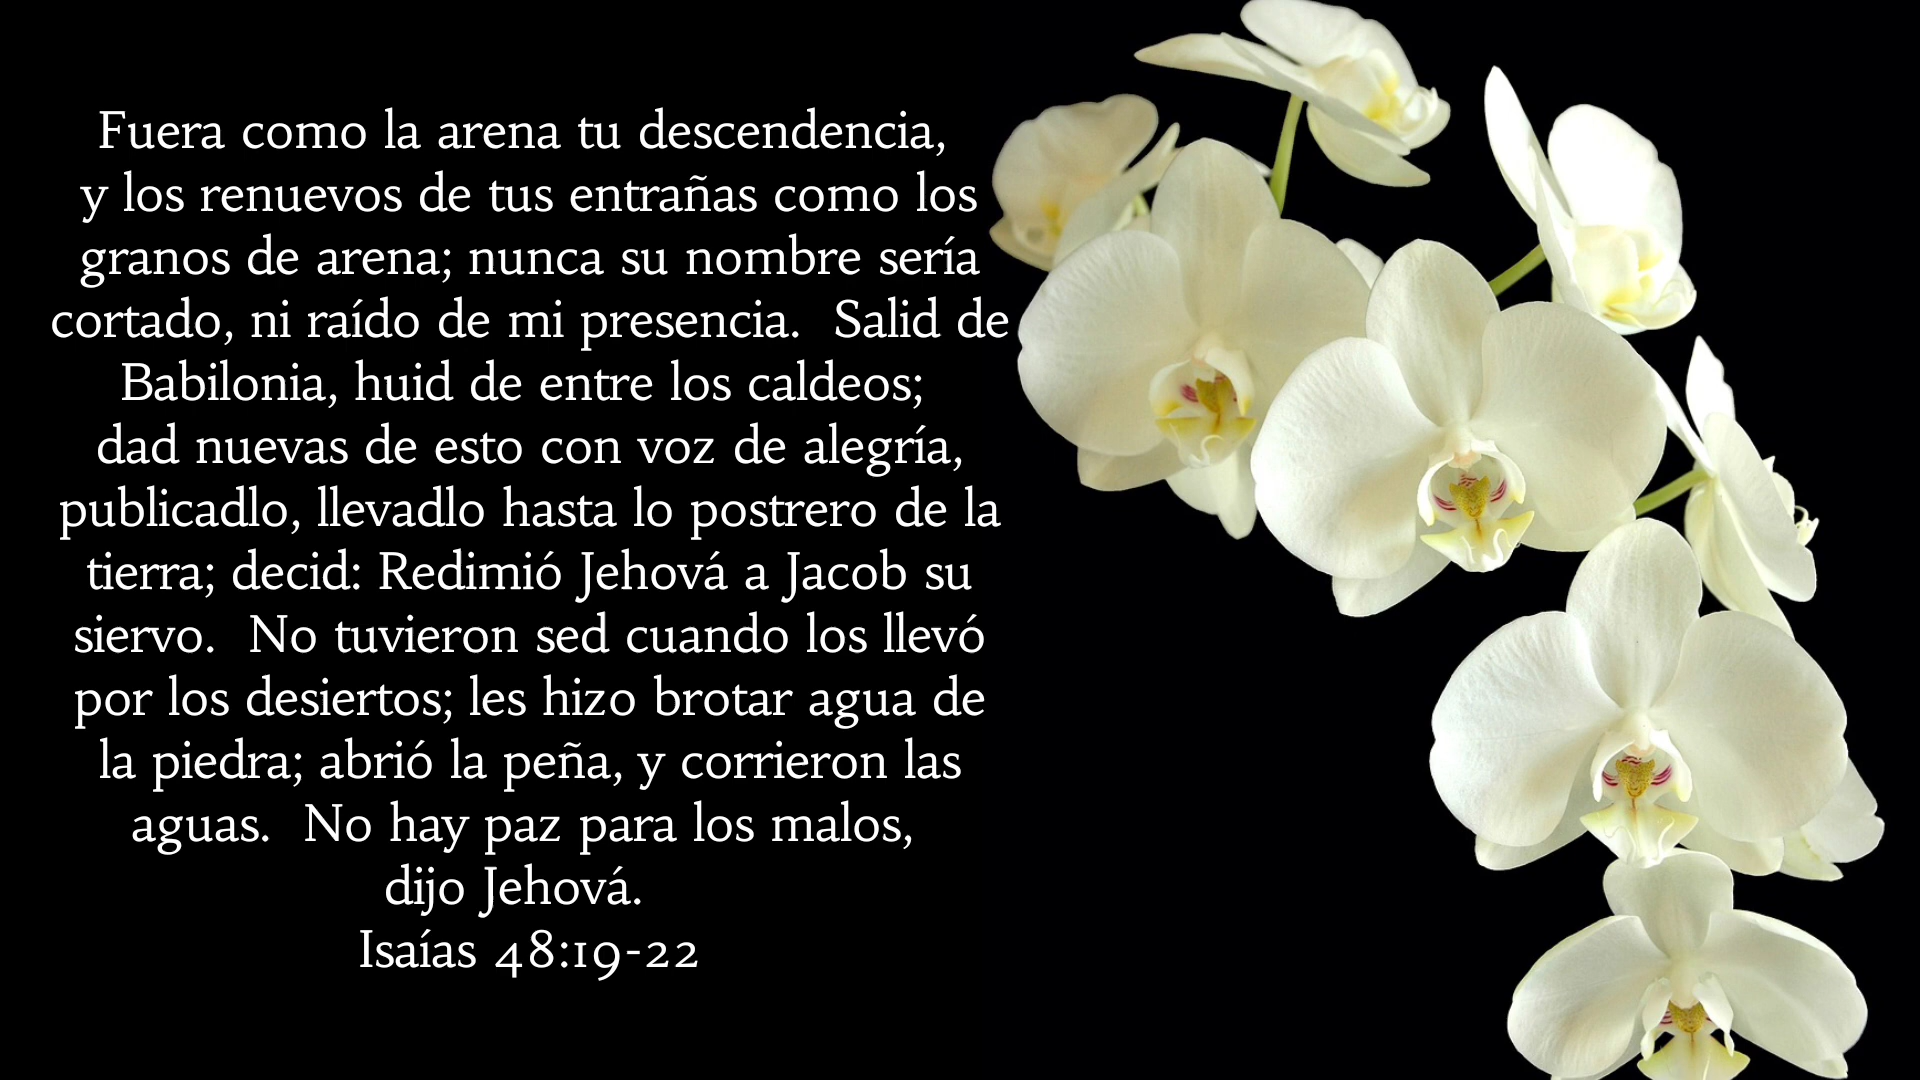 Fuera como la arena tu descendencia,
y los renuevos de tus entrañas como los
granos de arena; nunca su nombre sería
cortado, ni raído de mi presencia.  Salid de
Babilonia, huid de entre los caldeos;
dad nuevas de esto con voz de alegría,
publicadlo, llevadlo hasta lo postrero de la
tierra; decid: Redimió Jehová a Jacob su
siervo.  No tuvieron sed cuando los llevó
por los desiertos; les hizo brotar agua de
la piedra; abrió la peña, y corrieron las
aguas.  No hay paz para los malos,
dijo Jehová.
Isaías 48:19-22